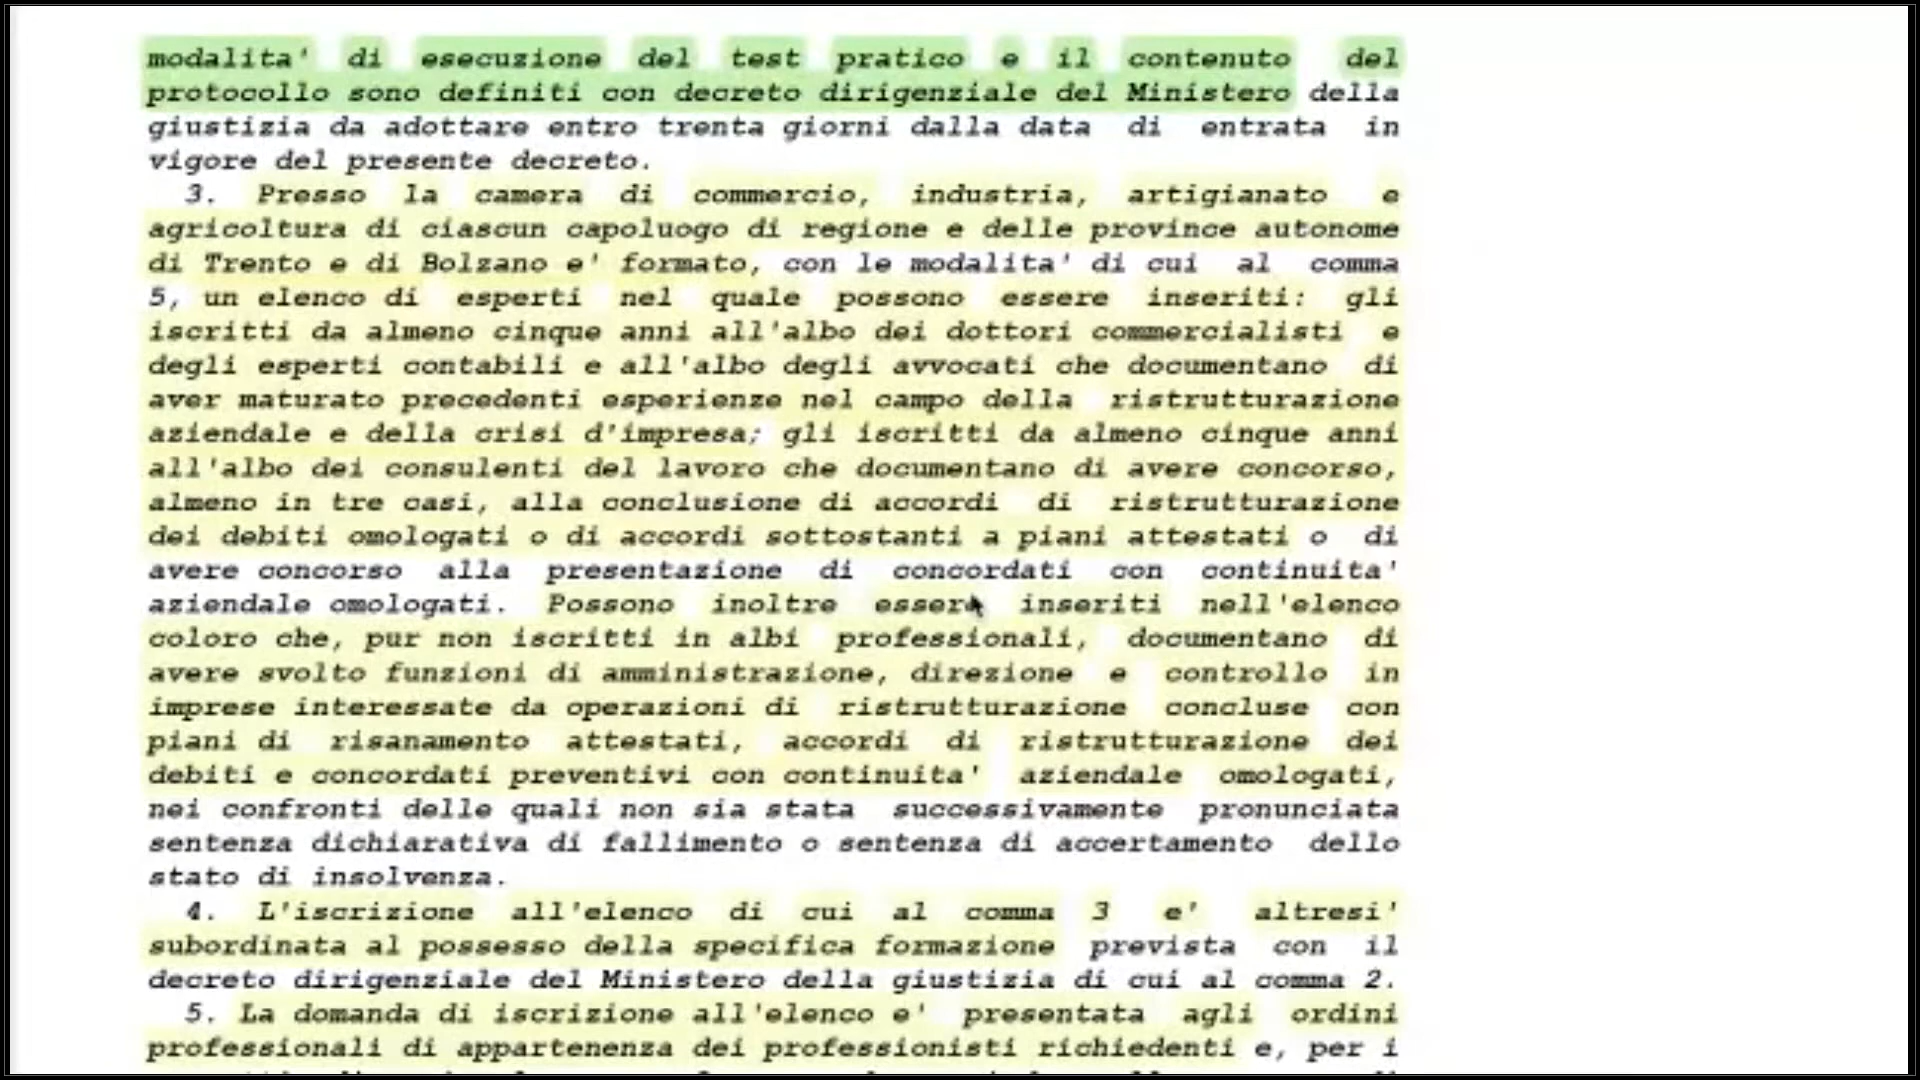 modalita' di esecuzione del test pratico e il contenuto del
protocollo sono definiti con decreto dirigenziale del Ministero della
giustizia da adottare entro trenta giorni dalla data di entrata in
vigore del presente decreto.
3. Presso la camera di commercio, industria, artigianato e
agricoltura di ciascun capoluogo di regione e delle province autonome
di Trento e di Bolzano e' formato, con le modalita' di cui al comma
5, un elenco di esperti nel quale possono essere inseriti: gli
iscritti da almeno cinque anni all'albo dei dottori commercialisti e
degli esperti contabili e all'albo degli avvocati che documentano di
aver maturato precedenti esperienze nel campo della ristrutturazione
aziendale e della crisi d'impresa; gli iscritti da almeno cinque anni
all'albo dei consulenti del lavoro che documentano di avere concorso,
almeno in tre casi, alla conclusione di accordi di ristrutturazione
dei debiti omologati o di accordi sottostanti a piani attestati o di
avere concorso alla presentazione di concordati con continuita'
aziendale omologati. Possono inoltre essere inseriti nell'elenco
coloro che, pur non iscritti in albi professionali, documentano di
avere svolto funzioni di amministrazione, direzione e controllo in
imprese interessate da operazioni di ristrutturazione concluse con
piani di risanamento attestati, accordi di ristrutturazione dei
debiti e concordati preventivi con continuita' aziendale omologati,
nei confronti delle quali non sia stata successivamente pronunciata
sentenza dichiarativa di fallimento o sentenza di accertamento dello
stato di insolvenza.
4. L'iscrizione all'elenco di cui al comma 3 e' altresi'
subordinata al possesso della specifica formazione prevista con il
decreto dirigenziale del Ministero della giustizia di cui al comma 2.
5. La domanda di iscrizione all'elenco e' presentata agli ordini
professionali di appartenenza dei professionisti richiedenti e, per i